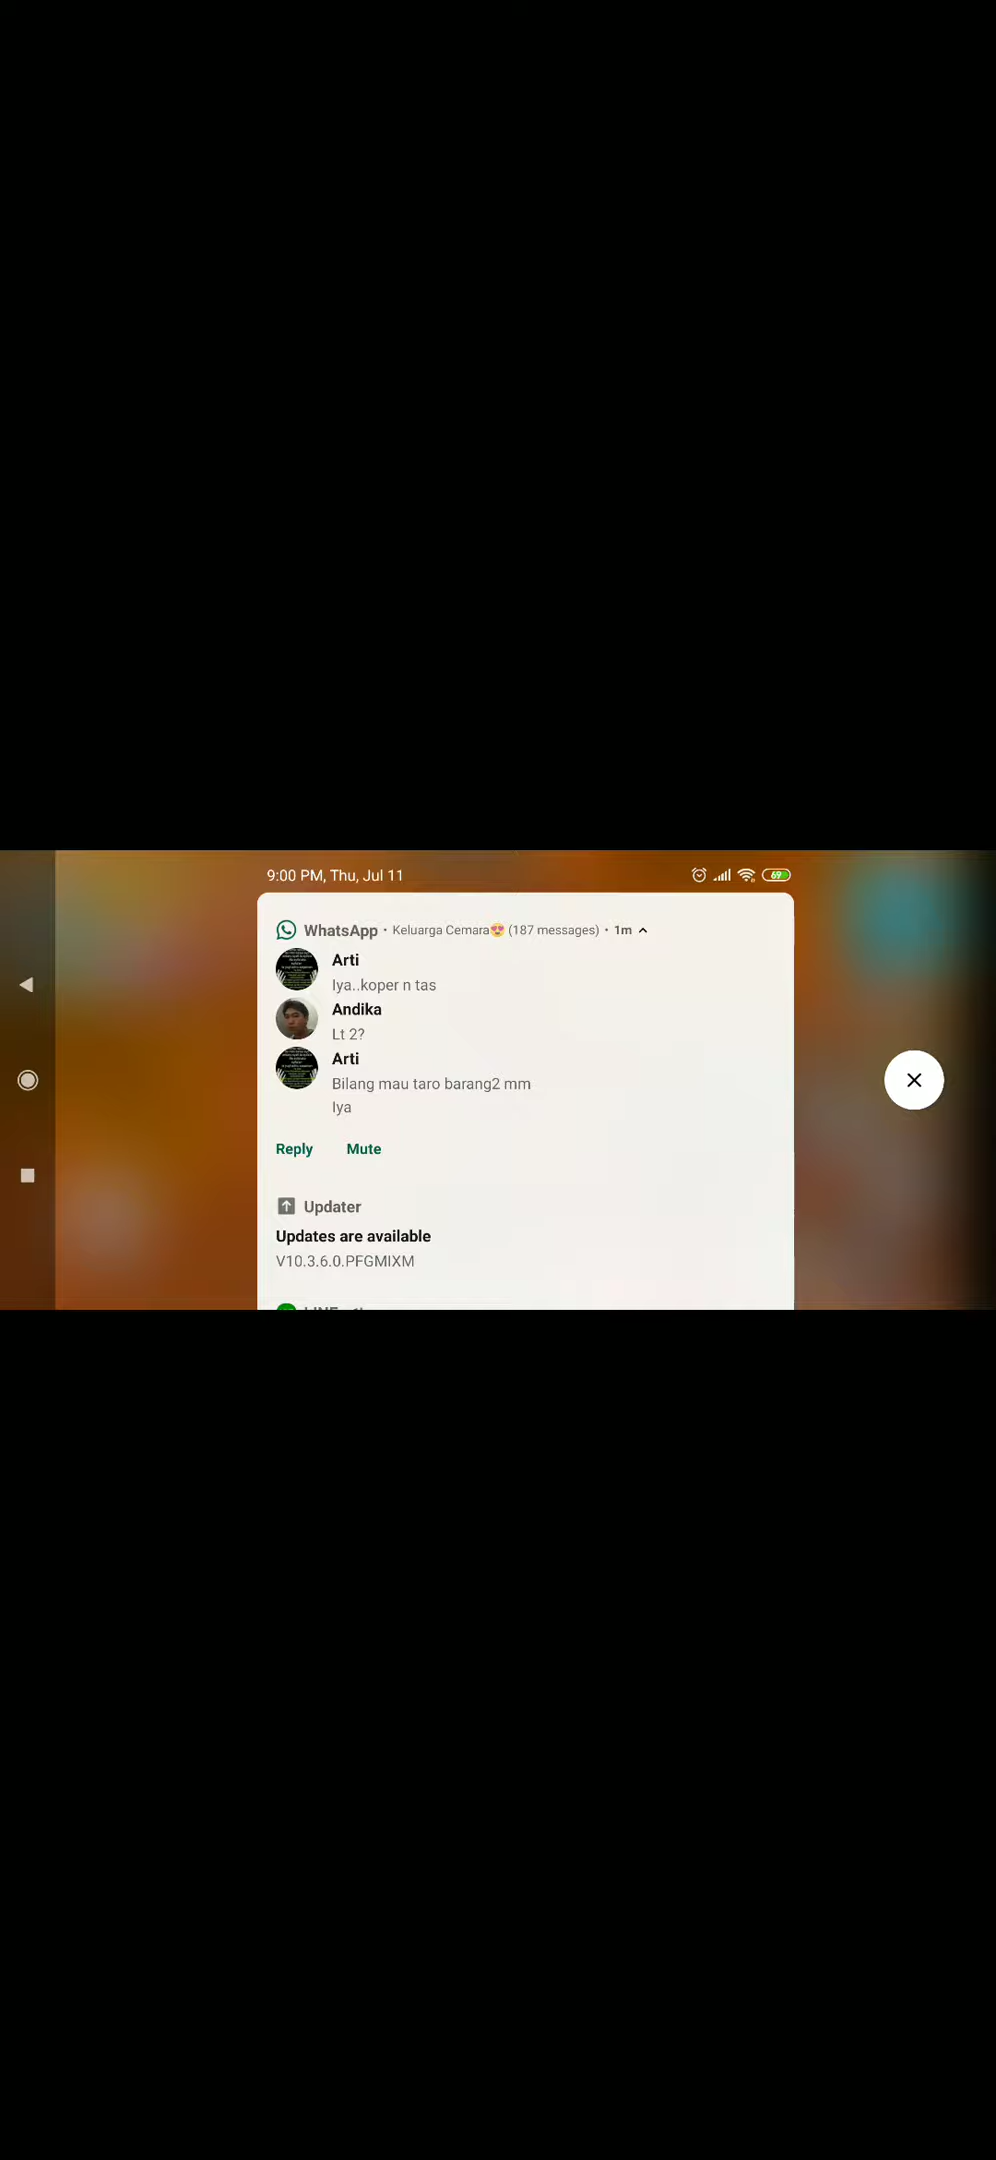 9:00 PM, Thu, Jul 11
69
WhatsApp • Keluarga Cemara😍 (187 messages) • 1m
Arti
Iya..koper n tas
Andika
Lt 2?
Arti
Bilang mau taro barang2 mm
Iya
Reply Mute
Updater
Updates are available
V10.3.6.0.PFGMIXM